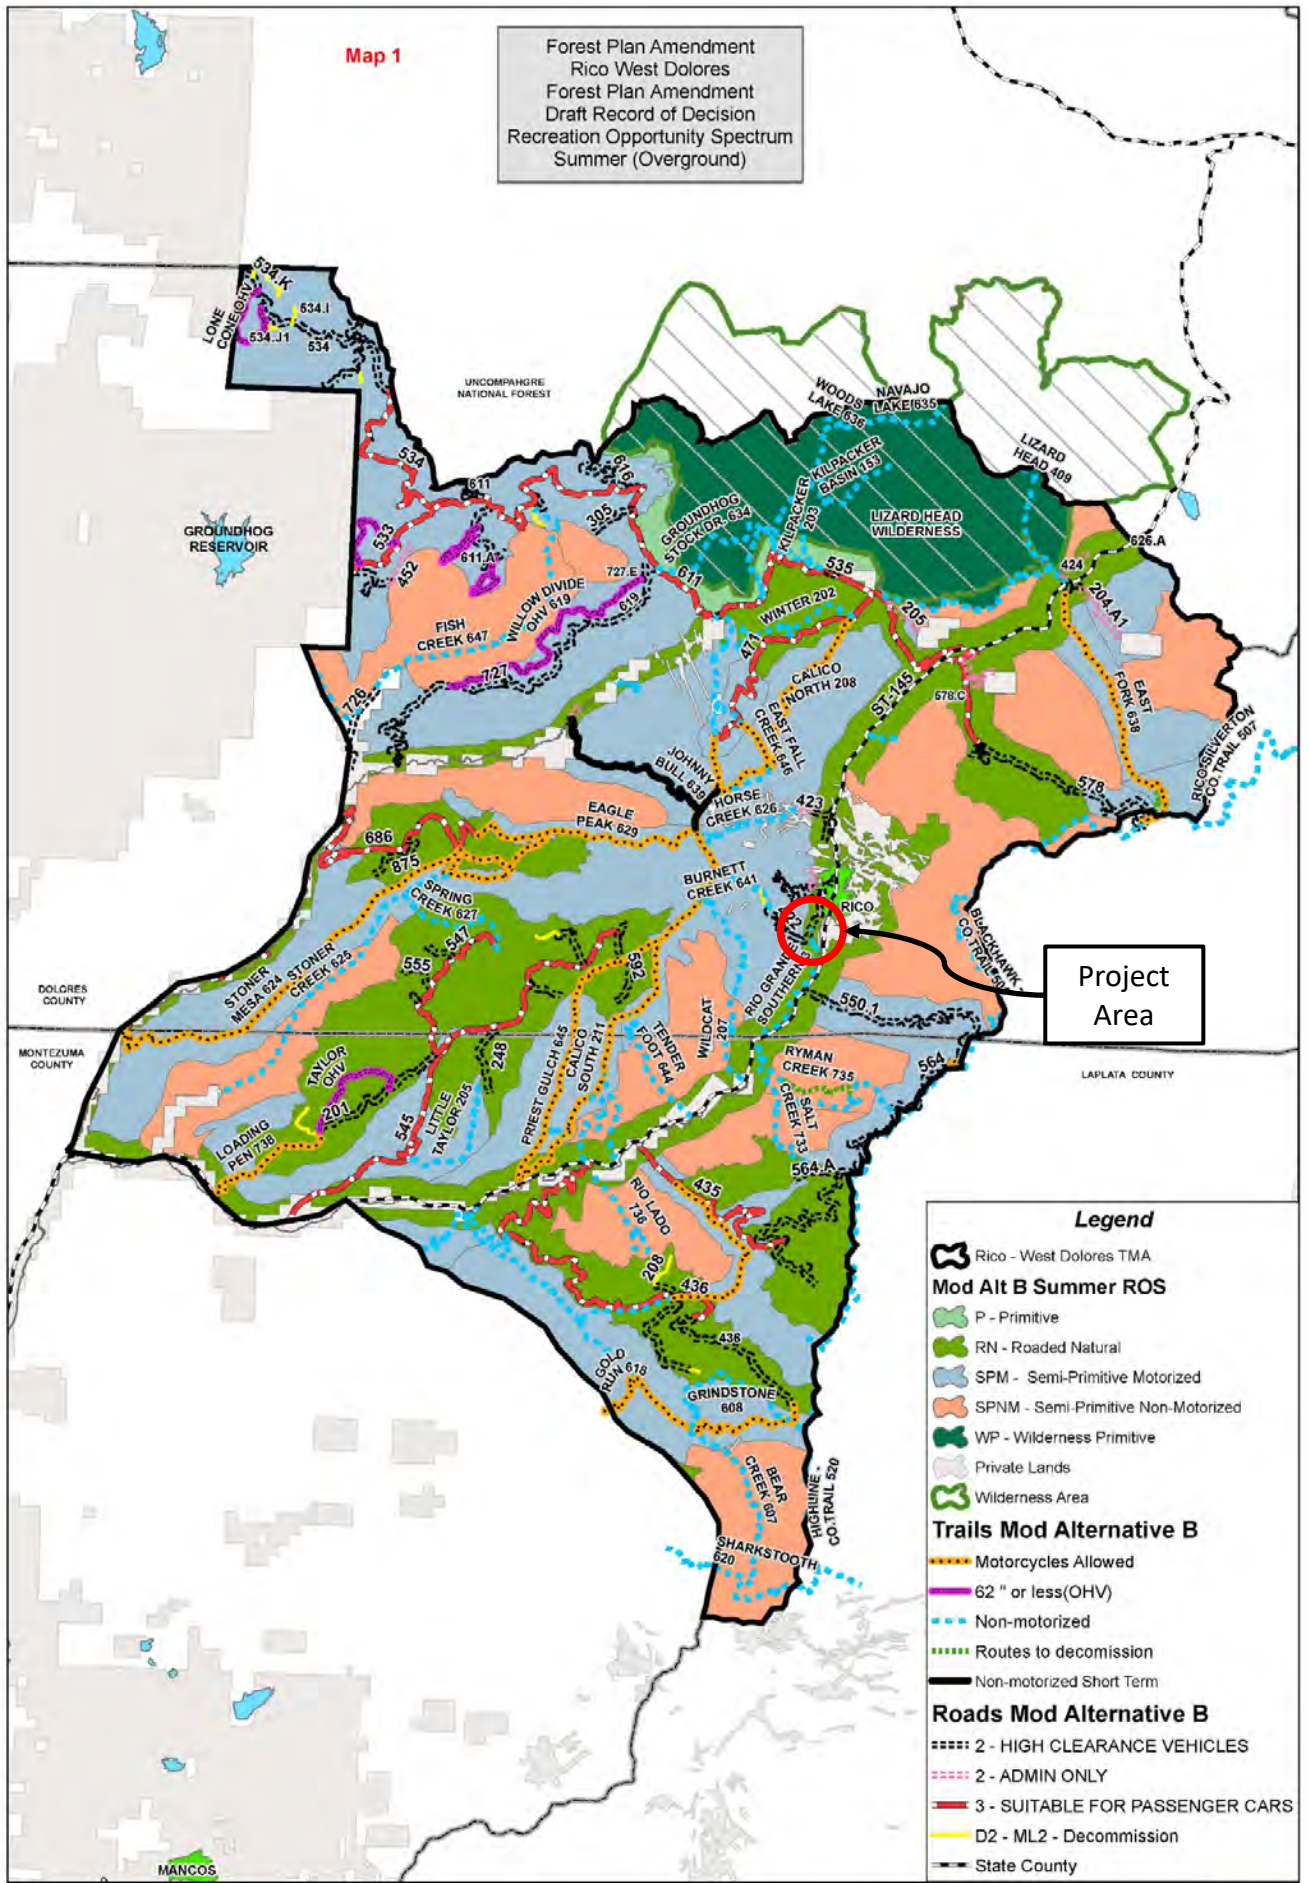 Map 1
Forest Plan Amendment
Rico West Dolores
Forest Plan Amendment
Draft Record of Decision
Recreation Opportunity Spectrum
Summer (Overground)
534.K
LONE
CONE OHV
534.I
534.J1
534
UNCOMPAHGRE
NATIONAL FOREST
WOODS
LAKE 636
NAVAJO
LAKE 635
LIZARD
HEAD 409
534
611
616
305
GROUNDHOG
STOCK DR. 634
KILPACKER
203
KILPACKER
BASIN 153
LIZARD HEAD
WILDERNESS
GROUNDHOG
RESERVOIR
533
452
611.A
727.E
619
611
535
626.A
424
204.A1
205
WINTER 202
WILLOW DIVIDE
OHV 619
FISH
CREEK 647
727
726
471
CALICO
NORTH 208
EAST FALL
CREEK 646
ST 145
578.C
EAST
FORK 638
RICO-SILVERTON
CO.TRAIL 507
JOHNNY
BULL 639
HORSE
CREEK 626
423
578
EAGLE
PEAK 629
686
875
BURNETT
CREEK 641
SPRING
CREEK 627
RICO
BLACKHAWK -
CO.TRAIL 50
Project
Area
547
555
592
STONER
MESA 624
STONER
CREEK 625
RIO GRANDE
SOUTHERN 3
550.1
DOLORES
COUNTY
MONTEZUMA
COUNTY
LAPLATA COUNTY
TAYLOR
OHV
201
248
PRIEST GULCH 645
CALICO
SOUTH 211
TENDER
FOOT 644
WILDCAT
207
RYMAN
CREEK 735
SALT
CREEK 733
564
LOADING
PEN 738
545
LITTLE
TAYLOR 205
564.A
435
RIO LADO
736
208
436
436
GOLD
RUN 618
GRINDSTONE
608
BEAR
CREEK 607
HIGHLINE -
CO.TRAIL 520
SHARKSTOOTH
620
MANCOS
Legend
Rico - West Dolores TMA
Mod Alt B Summer ROS
P - Primitive
RN - Roaded Natural
SPM - Semi-Primitive Motorized
SPNM - Semi-Primitive Non-Motorized
WP - Wilderness Primitive
Private Lands
Wilderness Area
Trails Mod Alternative B
Motorcycles Allowed
62 " or less(OHV)
Non-motorized
Routes to decomission
Non-motorized Short Term
Roads Mod Alternative B
2 - HIGH CLEARANCE VEHICLES
2 - ADMIN ONLY
3 - SUITABLE FOR PASSENGER CARS
D2 - ML2 - Decommission
State County